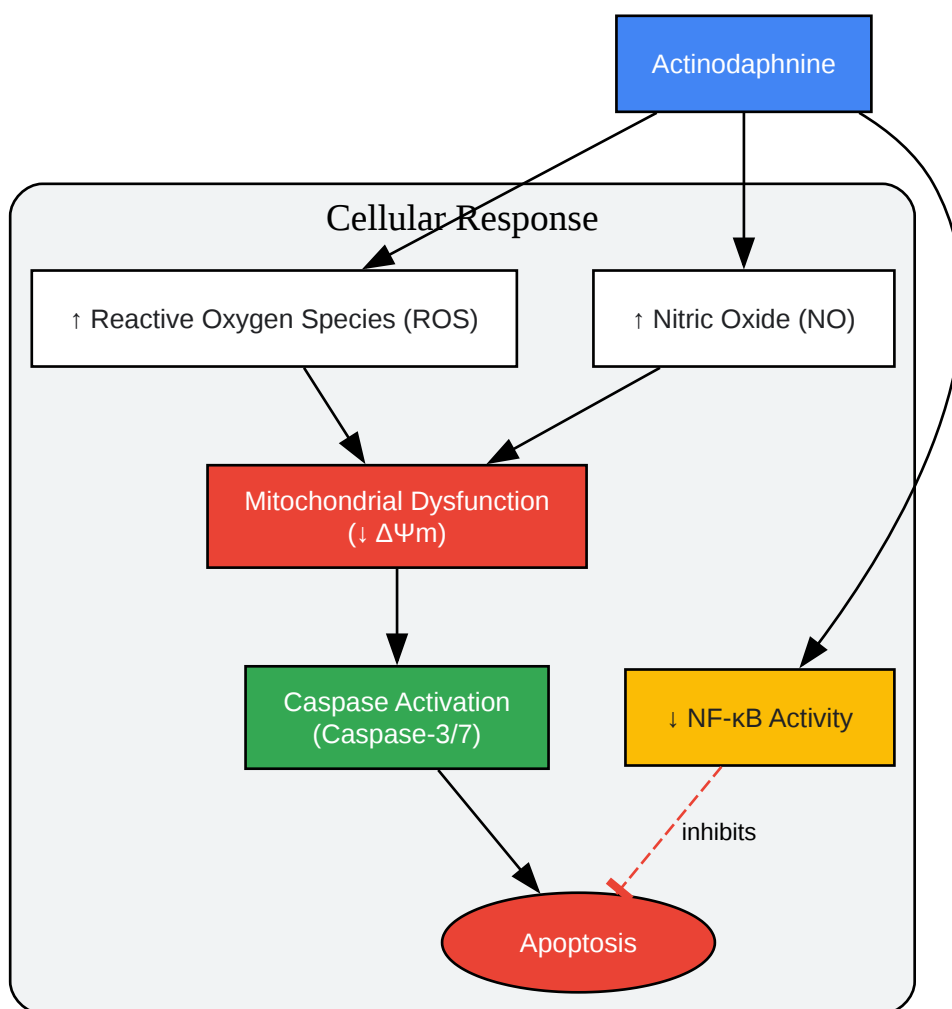 Actinodaphnine
Cellular Response
↑ Reactive Oxygen Species (ROS)
↑ Nitric Oxide (NO)
Mitochondrial Dysfunction
(↓ ΔΨm)
Caspase Activation
(Caspase-3/7)
↓ NF-κB Activity
inhibits
Apoptosis